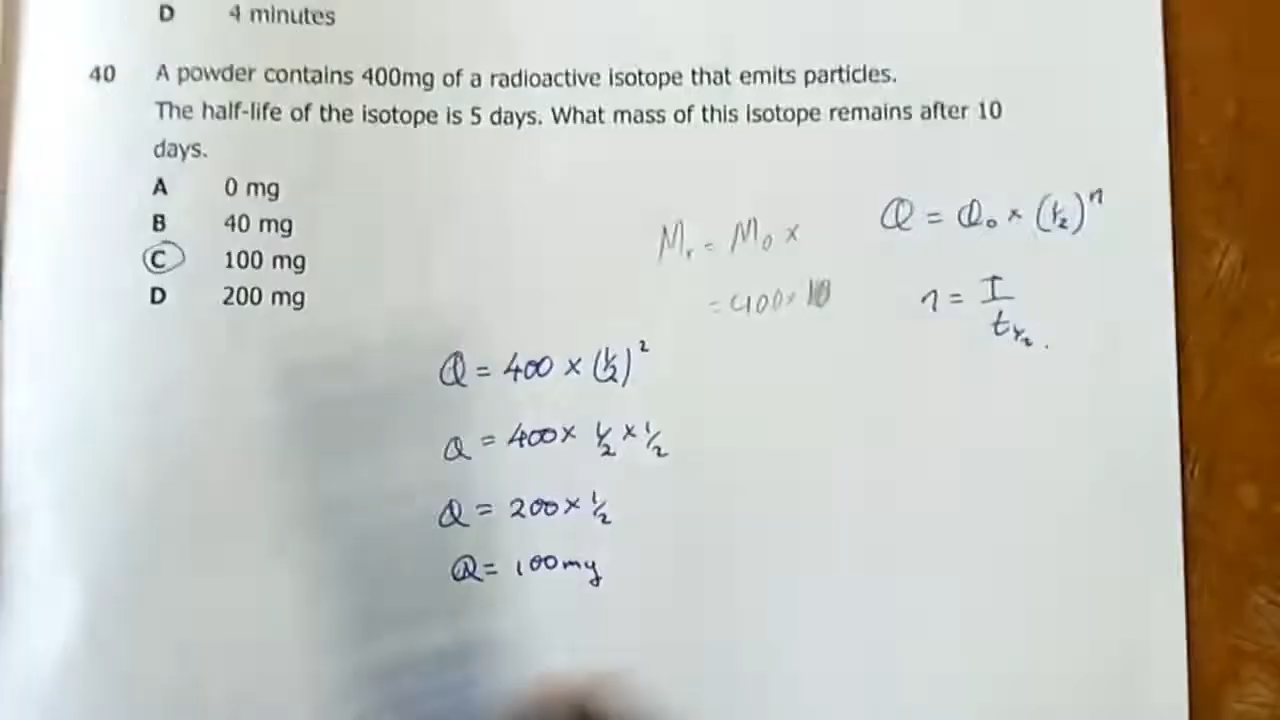 D 4 minutes
40 A powder contains 400mg of a radioactive isotope that emits particles.
The half-life of the isotope is 5 days. What mass of this isotope remains after 10
days.
A 0 mg
B 40 mg
C 100 mg
D 200 mg
Mr = M0 ×
= 400 × 10
Q = Q0 × (1/2)^n
n = T / t1/2.
Q = 400 × (1/2)^2
Q = 400 × 1/2 × 1/2
Q = 200 × 1/2
Q = 100mg